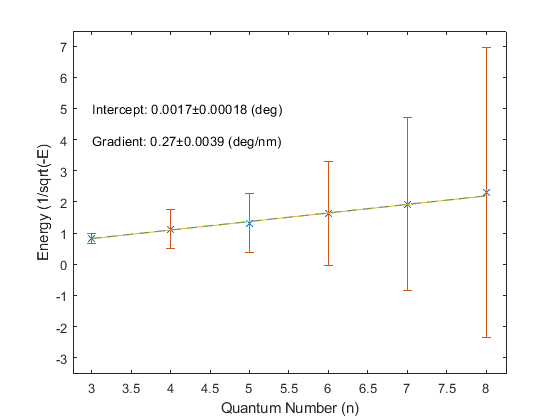 7
6
5
4
3
2
1
0
-1
-2
-3
Energy (1/sqrt(-E)
Intercept: 0.0017±0.00018 (deg)
Gradient: 0.27±0.0039 (deg/nm)
3 3.5 4 4.5 5 5.5 6 6.5 7 7.5 8
Quantum Number (n)